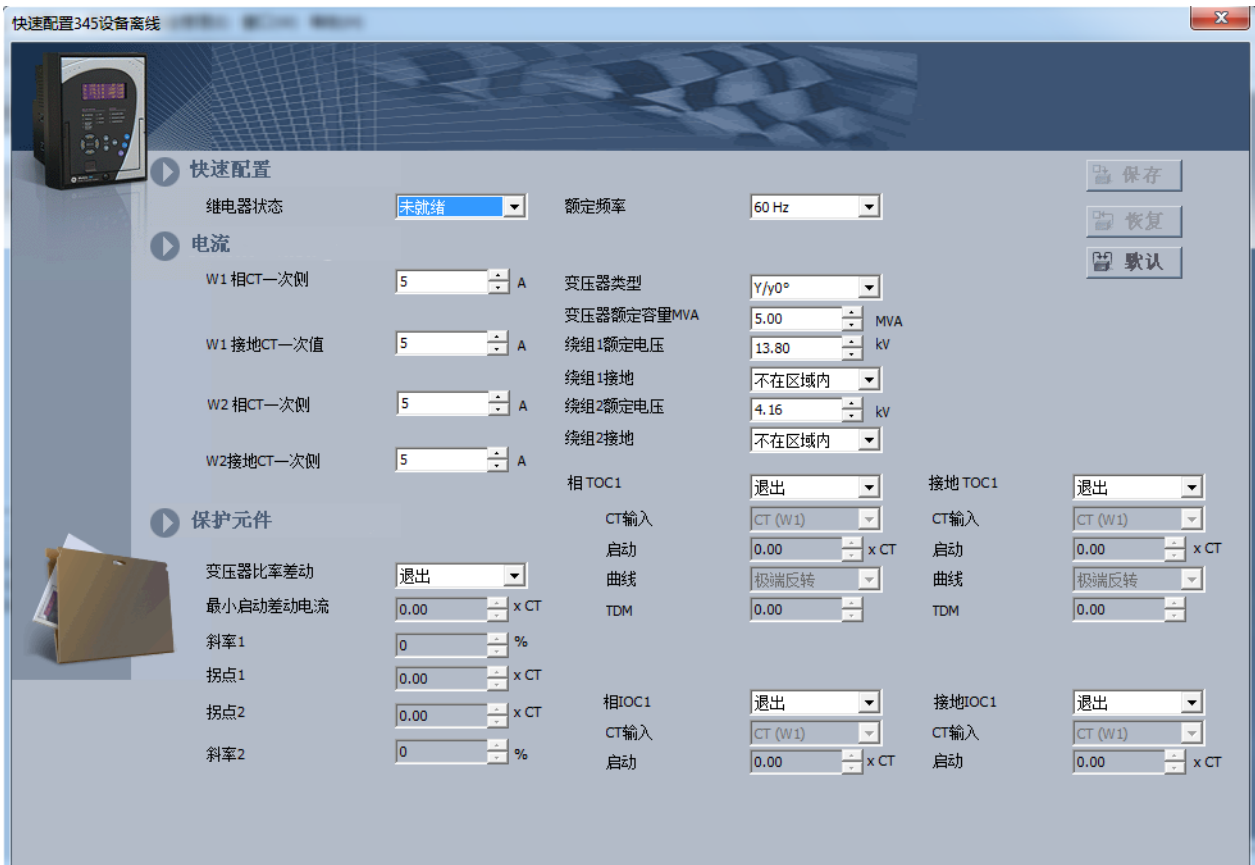 快速配置345设备离线
快速配置
保存
继电器状态 未就绪 额定频率 60 Hz
恢复
电流
默认
W1 相CT一次侧 5 A 变压器类型 Y/y0°
变压器额定容量MVA 5.00 MVA
W1 接地CT一次值 5 A 绕组1额定电压 13.80 kV
绕组1接地 不在区域内
W2 相CT一次侧 5 A 绕组2额定电压 4.16 kV
绕组2接地 不在区域内
W2接地CT一次侧 5 A
相 TOC1 退出 接地 TOC1 退出
保护元件
CT输入 CT (W1) CT输入 CT (W1)
启动 0.00 x CT 启动 0.00 x CT
变压器比率差动 退出 曲线 极端反转 曲线 极端反转
最小启动差动电流 0.00 x CT TDM 0.00 TDM 0.00
斜率1 0 %
拐点1 0.00 x CT
相IOC1 退出 接地IOC1 退出
拐点2 0.00 x CT
CT输入 CT (W1) CT输入 CT (W1)
斜率2 0 %
启动 0.00 x CT 启动 0.00 x CT